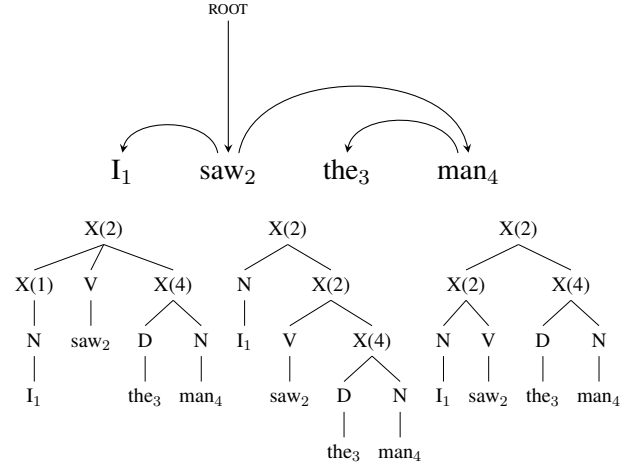 ROOT
I1 saw2 the3 man4
X(2) X(2) X(2)
X(1) V X(4) N X(2) X(2) X(4)
N saw2 D N I1 V X(4) N V D N
I1 the3 man4 saw2 D N I1 saw2 the3 man4
the3 man4